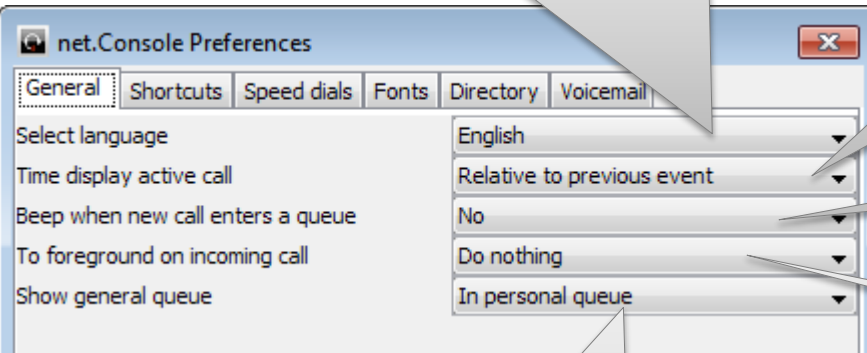 net.Console Preferences
General Shortcuts Speed dials Fonts Directory Voicemail
Select language English
Time display active call Relative to previous event
Beep when new call enters a queue No
To foreground on incoming call Do nothing
Show general queue In personal queue